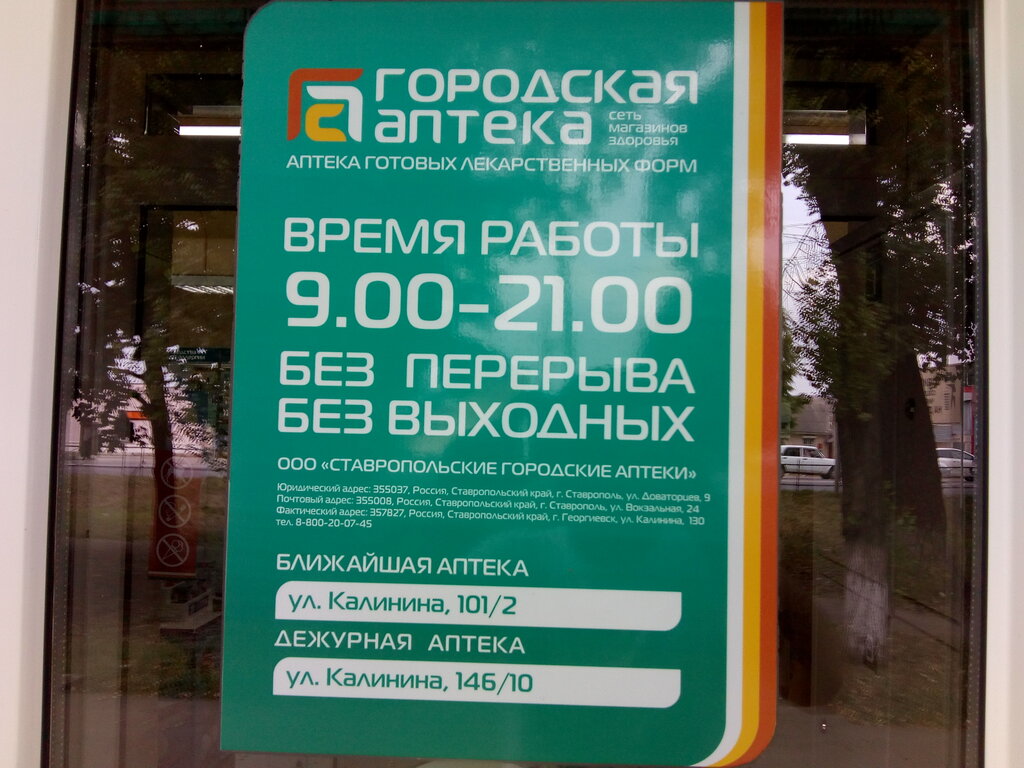 ГОРОДСКАЯ
аптека
сеть
магазинов
здоровья
АПТЕКА ГОТОВЫХ ЛЕКАРСТВЕННЫХ ФОРМ
ВРЕМЯ РАБОТЫ
9.00-21.00
БЕЗ ПЕРЕРЫВА
БЕЗ ВЫХОДНЫХ
ООО «СТАВРОПОЛЬСКИЕ ГОРОДСКИЕ АПТЕКИ»
Юридический адрес: 355037, Россия, Ставропольский край, г. Ставрополь, ул. Доваторцев, 9
Почтовый адрес: 355008, Россия, Ставропольский край, г. Ставрополь, ул. Вокзальная, 24
Фактический адрес: 357827, Россия, Ставропольский край, г. Георгиевск, ул. Калинина, 130
тел. 8-800-20-07-45
БЛИЖАЙШАЯ АПТЕКА
ул. Калинина, 101/2
ДЕЖУРНАЯ АПТЕКА
ул. Калинина, 146/10